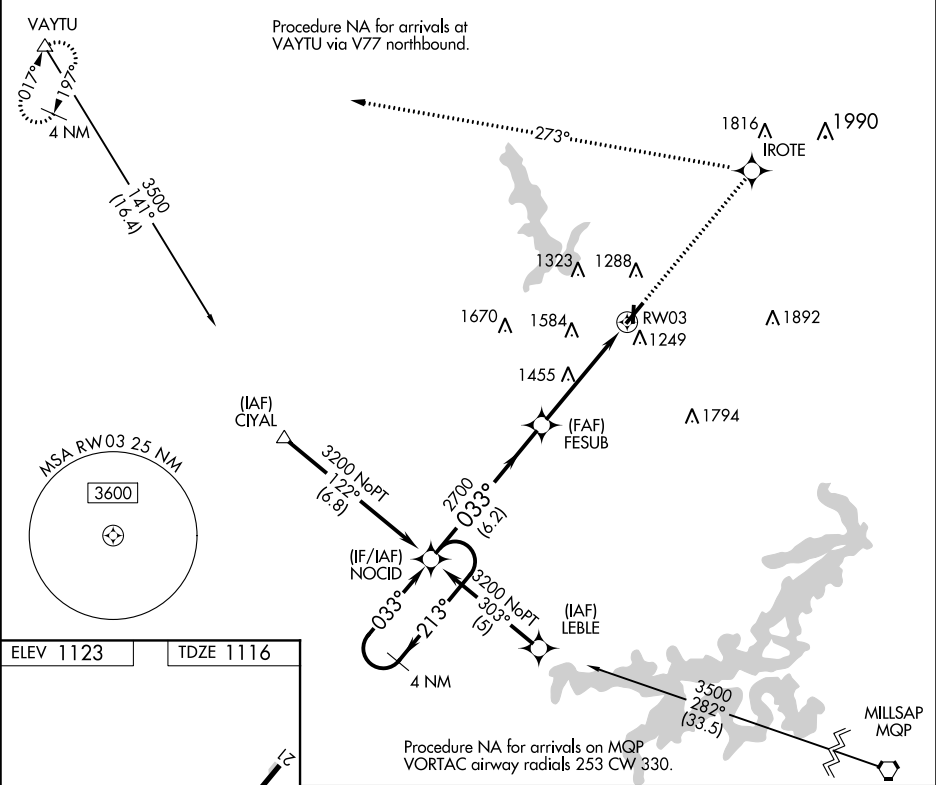 VAYTU
Procedure NA for arrivals at
VAYTU via V77 northbound.
017°
197°
4 NM
273°
1816
1990
IROTE
3500
141°
(16.4)
1323
1288
1670
1584
RW03
1892
1249
1455
1794
(IAF)
CIYAL
(FAF)
FESUB
MSA RW03 25 NM
3600
3200 NoPT
122°
(6.8)
2700
033°
(6.2)
(IF/IAF)
NOCID
033°
213°
3200 NoPT
303°
(5)
(IAF)
LEBLE
4 NM
ELEV 1123
TDZE 1116
3500
282°
(33.5)
MILLSAP
MQP
Procedure NA for arrivals on MQP
VORTAC airway radials 253 CW 330.
21